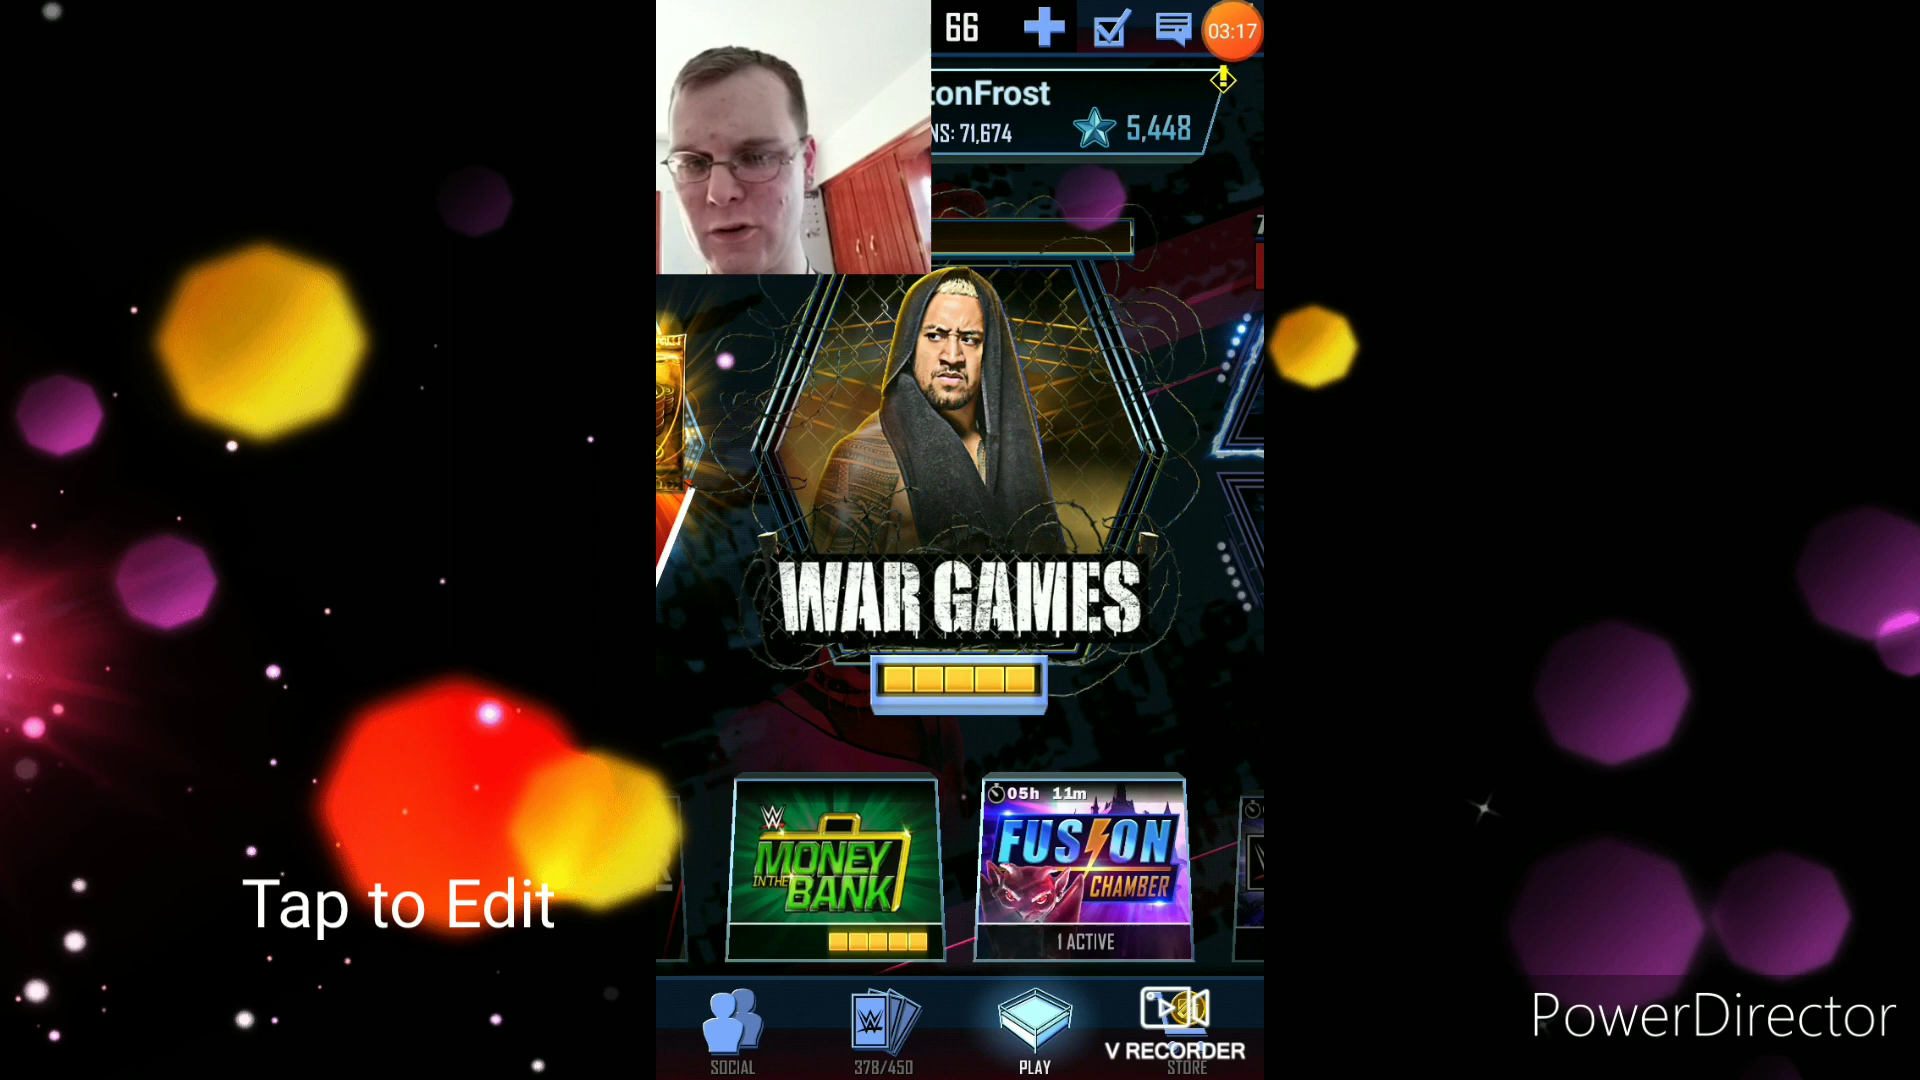 66
03:17
tonFrost
NS: 71,674
5,448
WAR GAMES
W
MONEY
IN THE
BANK
05h 11m
FUSION
CHAMBER
1 ACTIVE
Tap to Edit
SOCIAL
378/450
PLAY
V RECORDER
STORE
PowerDirector